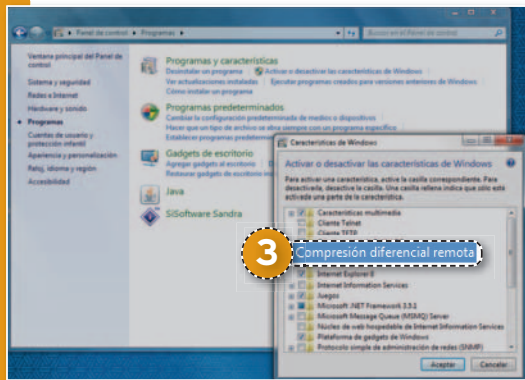 Panel de control ▸ Programas ▸
Buscar en el Panel de control
Ventana principal del Panel de
control
Sistema y seguridad
Redes e Internet
Hardware y sonido
Programas
Cuentas de usuario y
protección infantil
Apariencia y personalización
Reloj, idioma y región
Accesibilidad
Programas y características
Desinstalar un programa
Activar o desactivar las características de Windows
Ver actualizaciones instaladas
Ejecutar programas creados para versiones anteriores de Windows
Cómo instalar un programa
Programas predeterminados
Cambiar la configuración predeterminada de medios o dispositivos
Hacer que un tipo de archivo se abra siempre con un programa específico
Establecer programas predeterminados
Gadgets de escritorio
Agregar gadgets al escritorio
Restaurar gadgets de escritorio
Java
SiSoftware Sandra
Características de Windows
Activar o desactivar las características de Windows
Para activar una característica, active la casilla correspondiente. Para
desactivarla, desactive la casilla. Una casilla rellena indica que sólo está
activada una parte de la característica.
Características multimedia
Cliente Telnet
Cliente TFTP
3
Compresión diferencial remota
Internet Explorer 8
Internet Information Services
Juegos
Microsoft .NET Framework 3.5.1
Microsoft Message Queue (MSMQ) Server
Núcleo de web hospedable de Internet Information Services
Plataforma de gadgets de Windows
Protocolo simple de administración de redes (SNMP)
Aceptar
Cancelar